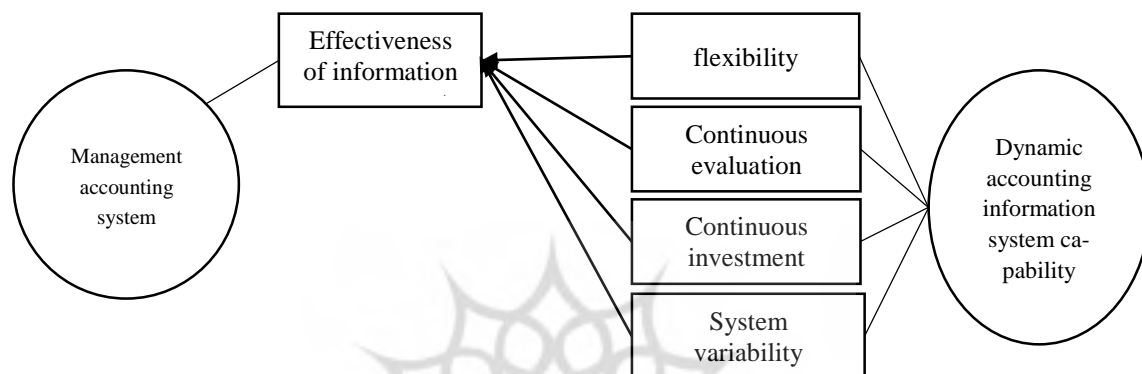 Effectiveness
of information
flexibility
Management
accounting
system
Continuous
evaluation
Continuous
investment
System
variability
Dynamic
accounting
information
system ca-
pability